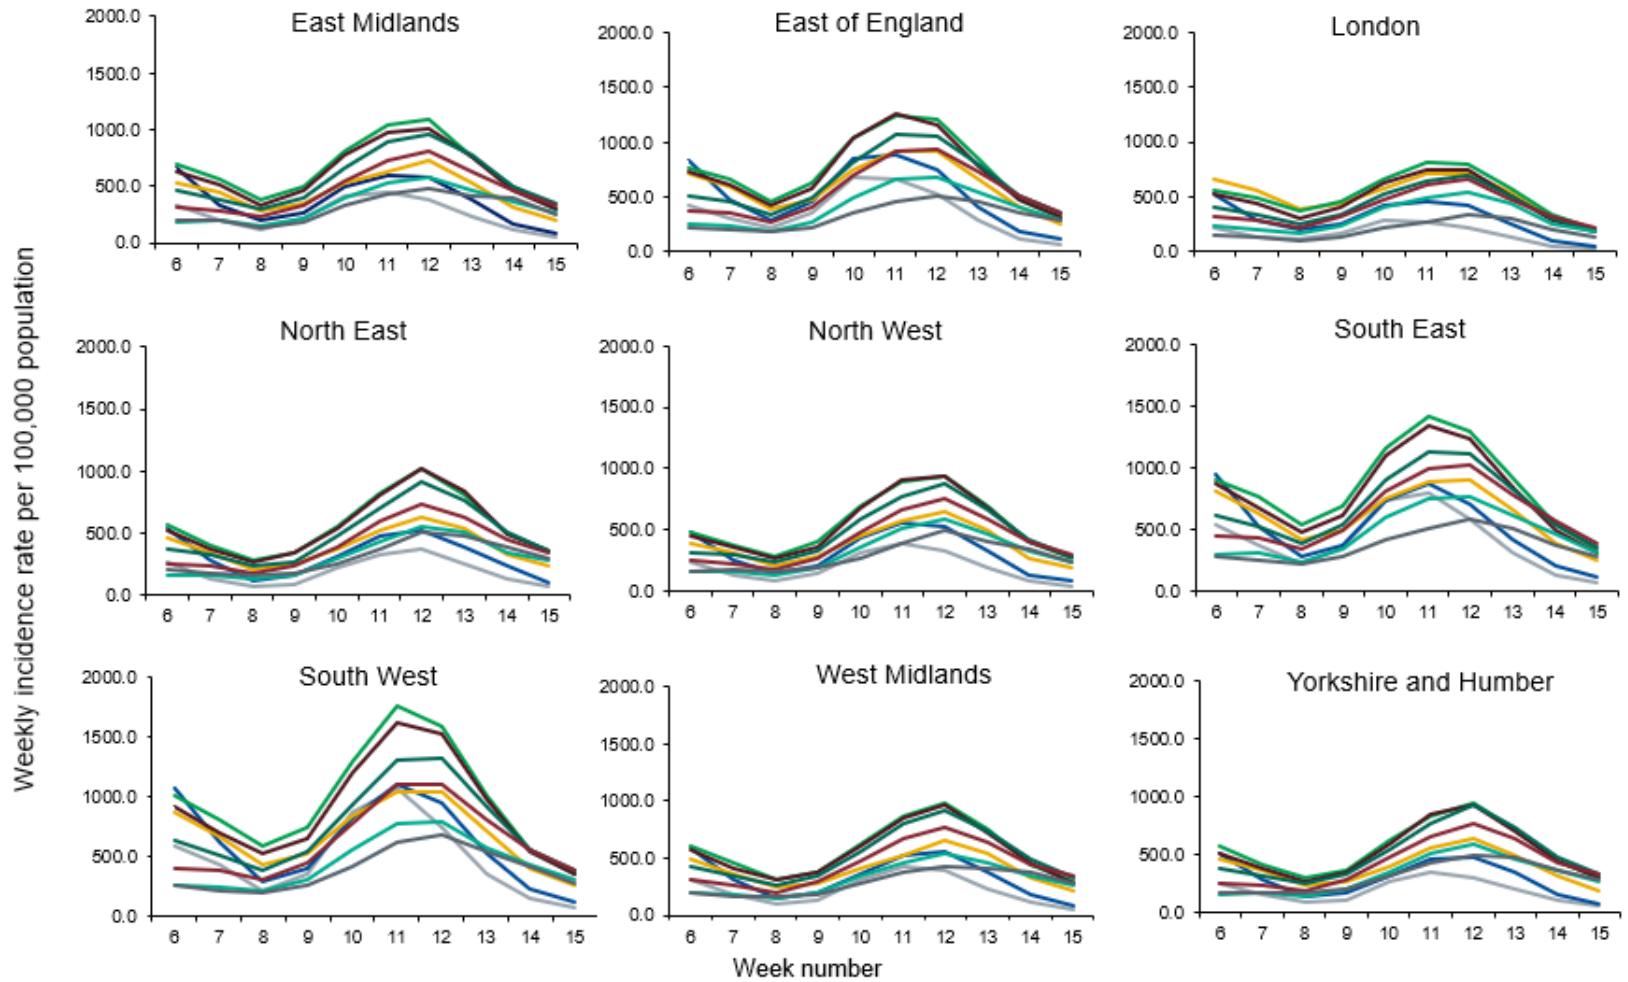 Weekly incidence rate per 100,000 population
East Midlands
2000.0
1500.0
1000.0
500.0
0.0
6 7 8 9 10 11 12 13 14 15
East of England
2000.0
1500.0
1000.0
500.0
0.0
6 7 8 9 10 11 12 13 14 15
London
2000.0
1500.0
1000.0
500.0
0.0
6 7 8 9 10 11 12 13 14 15
North East
2000.0
1500.0
1000.0
500.0
0.0
6 7 8 9 10 11 12 13 14 15
North West
2000.0
1500.0
1000.0
500.0
0.0
6 7 8 9 10 11 12 13 14 15
South East
2000.0
1500.0
1000.0
500.0
0.0
6 7 8 9 10 11 12 13 14 15
South West
2000.0
1500.0
1000.0
500.0
0.0
6 7 8 9 10 11 12 13 14 15
West Midlands
2000.0
1500.0
1000.0
500.0
0.0
6 7 8 9 10 11 12 13 14 15
Yorkshire and Humber
2000.0
1500.0
1000.0
500.0
0.0
6 7 8 9 10 11 12 13 14 15
Week number